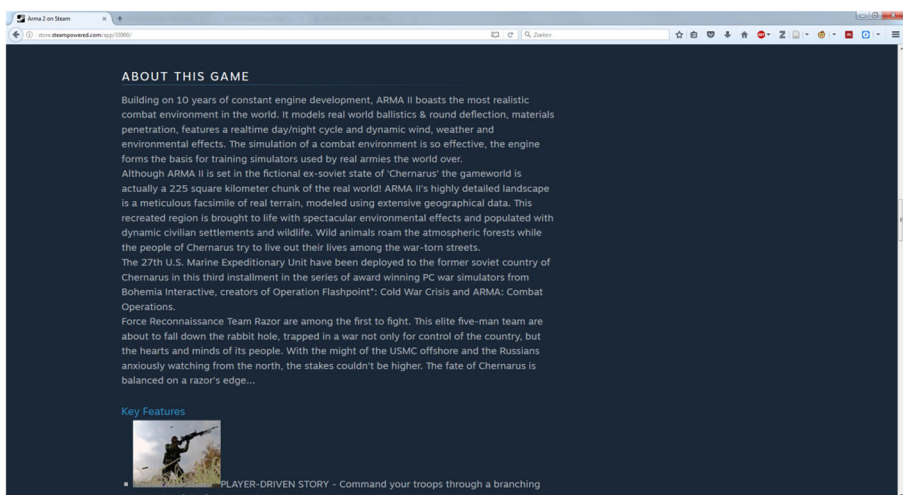 Arma 2 on Steam
store.steampowered.com/app/33900/
Zoeken
ABOUT THIS GAME
Building on 10 years of constant engine development, ARMA II boasts the most realistic
combat environment in the world. It models real world ballistics & round deflection, materials
penetration, features a realtime day/night cycle and dynamic wind, weather and
environmental effects. The simulation of a combat environment is so effective, the engine
forms the basis for training simulators used by real armies the world over.
Although ARMA II is set in the fictional ex-soviet state of 'Chernarus' the gameworld is
actually a 225 square kilometer chunk of the real world! ARMA II's highly detailed landscape
is a meticulous facsimile of real terrain, modeled using extensive geographical data. This
recreated region is brought to life with spectacular environmental effects and populated with
dynamic civilian settlements and wildlife. Wild animals roam the atmospheric forests while
the people of Chernarus try to live out their lives among the war-torn streets.
The 27th U.S. Marine Expeditionary Unit have been deployed to the former soviet country of
Chernarus in this third installment in the series of award winning PC war simulators from
Bohemia Interactive, creators of Operation Flashpoint*: Cold War Crisis and ARMA: Combat
Operations.
Force Reconnaissance Team Razor are among the first to fight. This elite five-man team are
about to fall down the rabbit hole, trapped in a war not only for control of the country, but
the hearts and minds of its people. With the might of the USMC offshore and the Russians
anxiously watching from the north, the stakes couldn't be higher. The fate of Chernarus is
balanced on a razor's edge...
Key Features
PLAYER-DRIVEN STORY - Command your troops through a branching